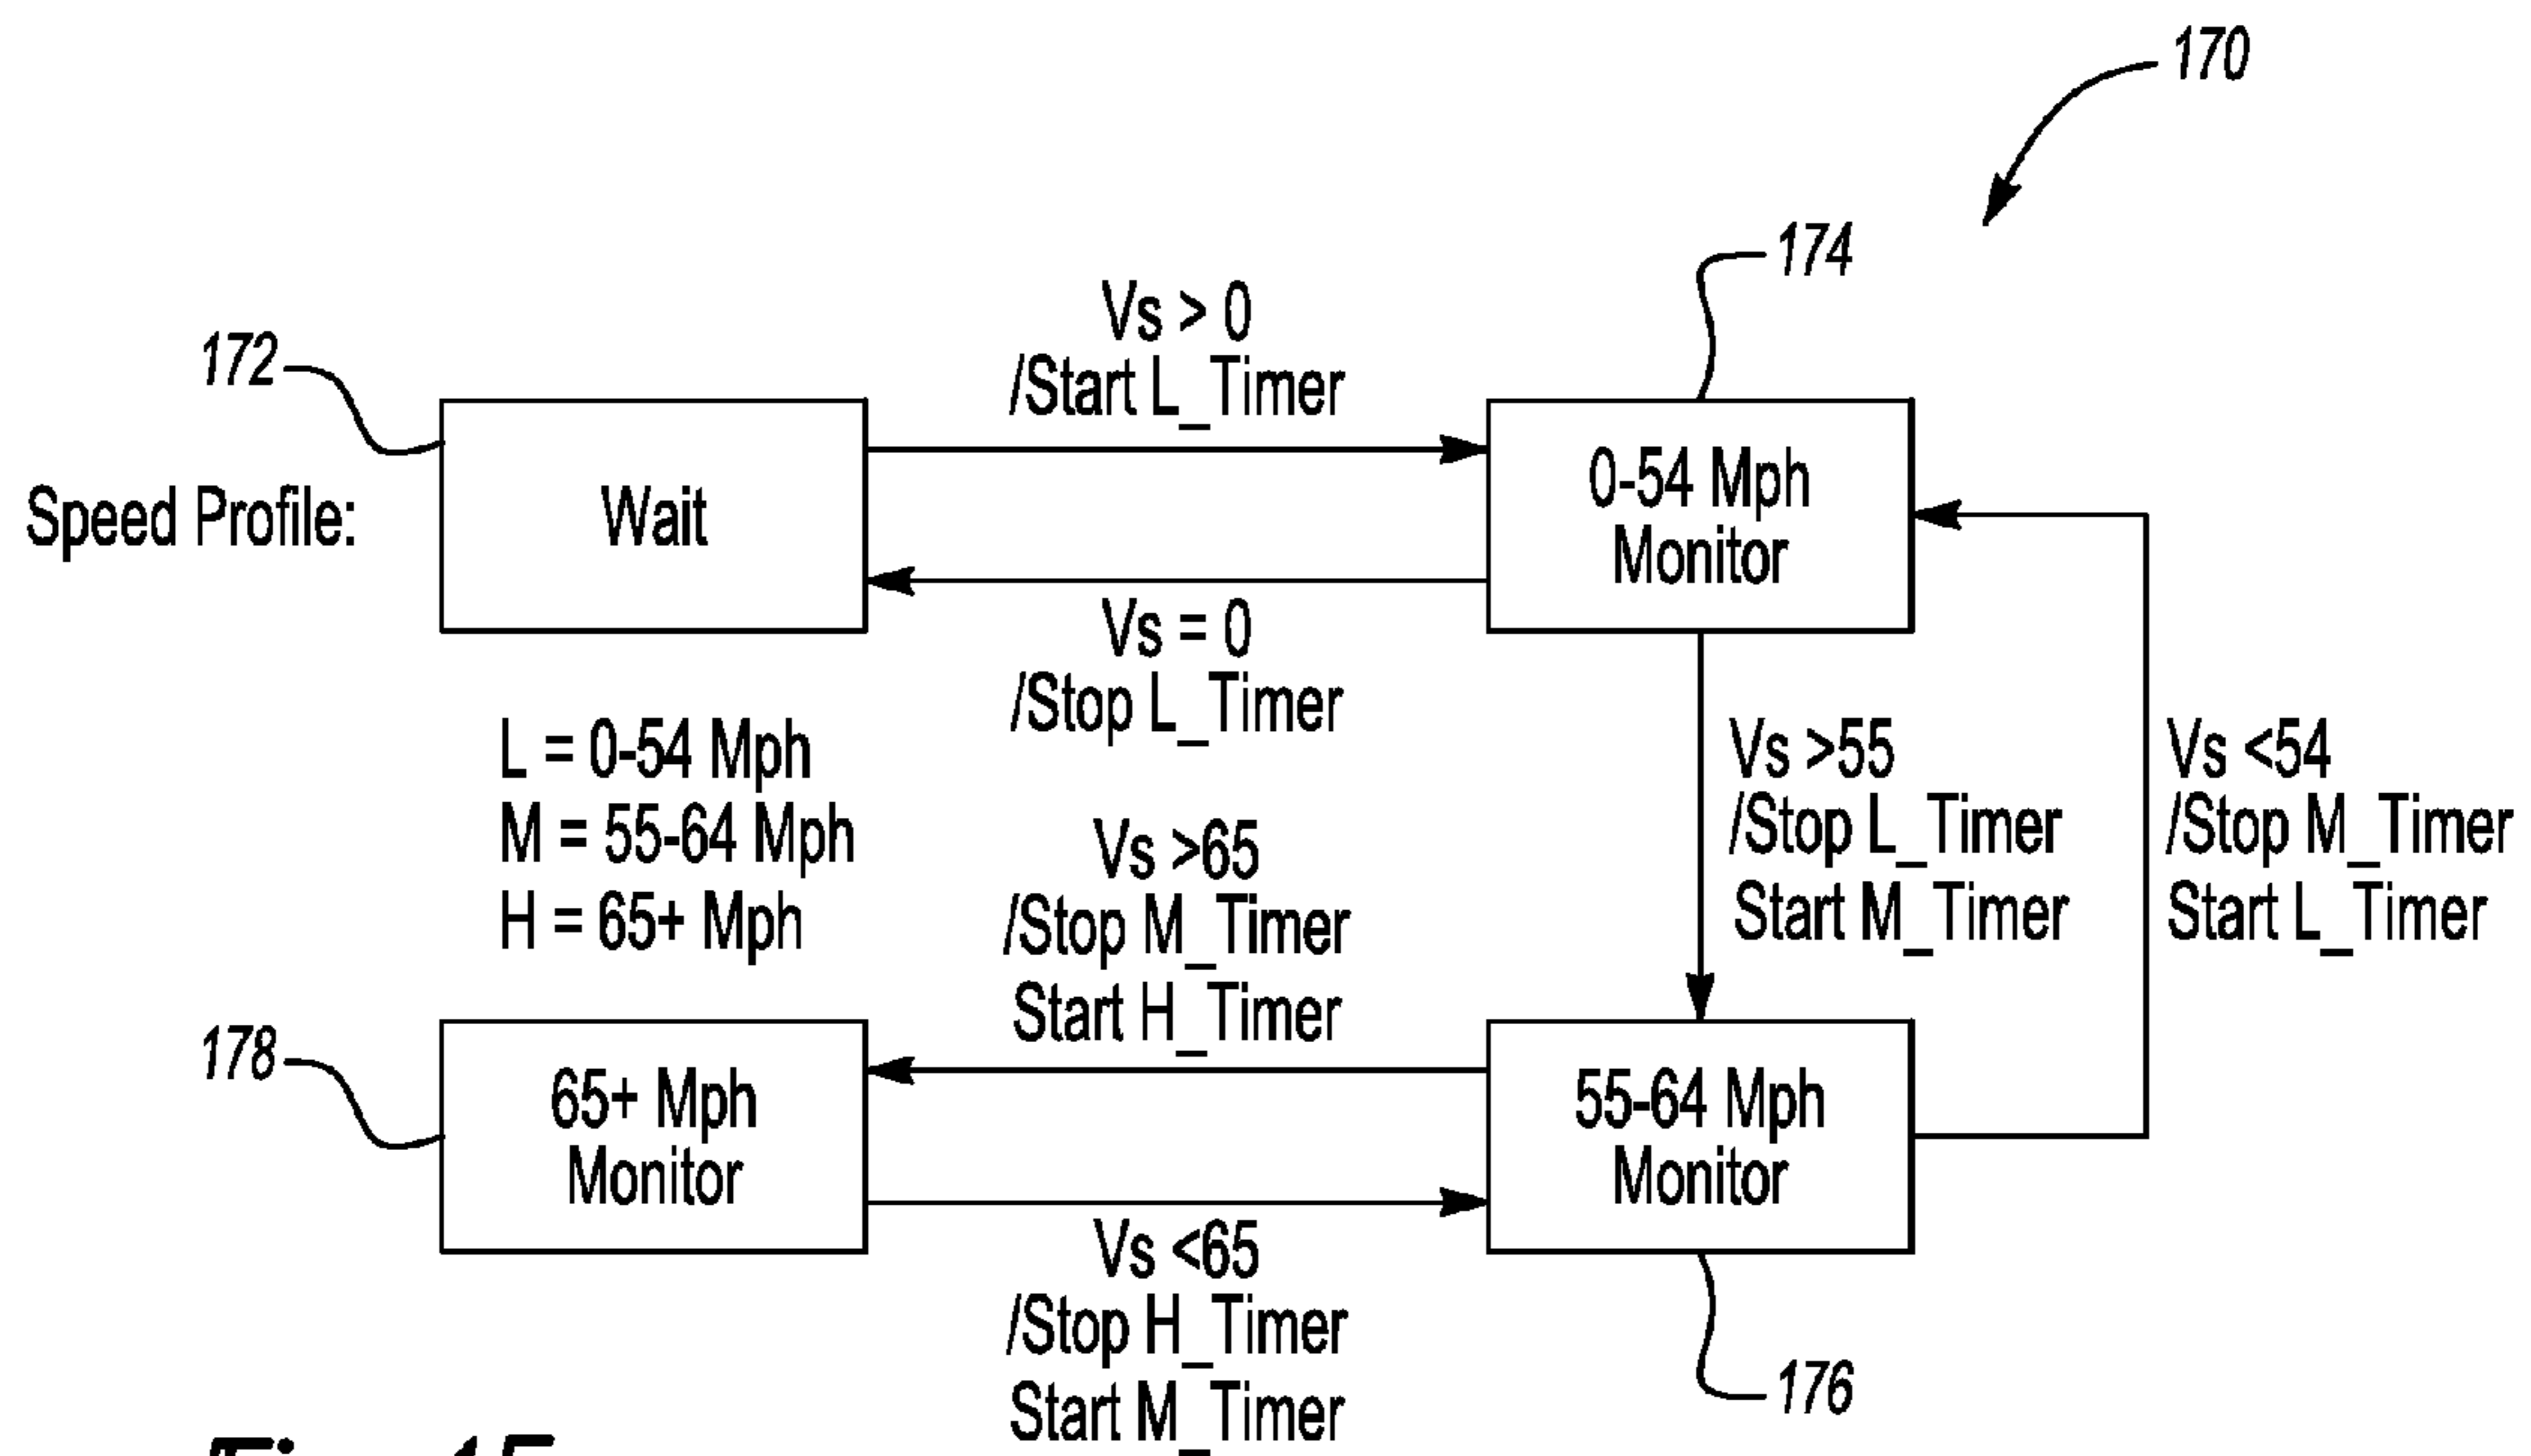 170
174
172
Vs > 0
/Start L_Timer
Speed Profile:
Wait
0-54 Mph
Monitor
Vs = 0
/Stop L_Timer
L = 0-54 Mph
M = 55-64 Mph
H = 65+ Mph
Vs >55
/Stop L_Timer
Start M_Timer
Vs <54
/Stop M_Timer
Start L_Timer
Vs >65
/Stop M_Timer
Start H_Timer
178
65+ Mph
Monitor
55-64 Mph
Monitor
Vs <65
/Stop H_Timer
Start M_Timer
176